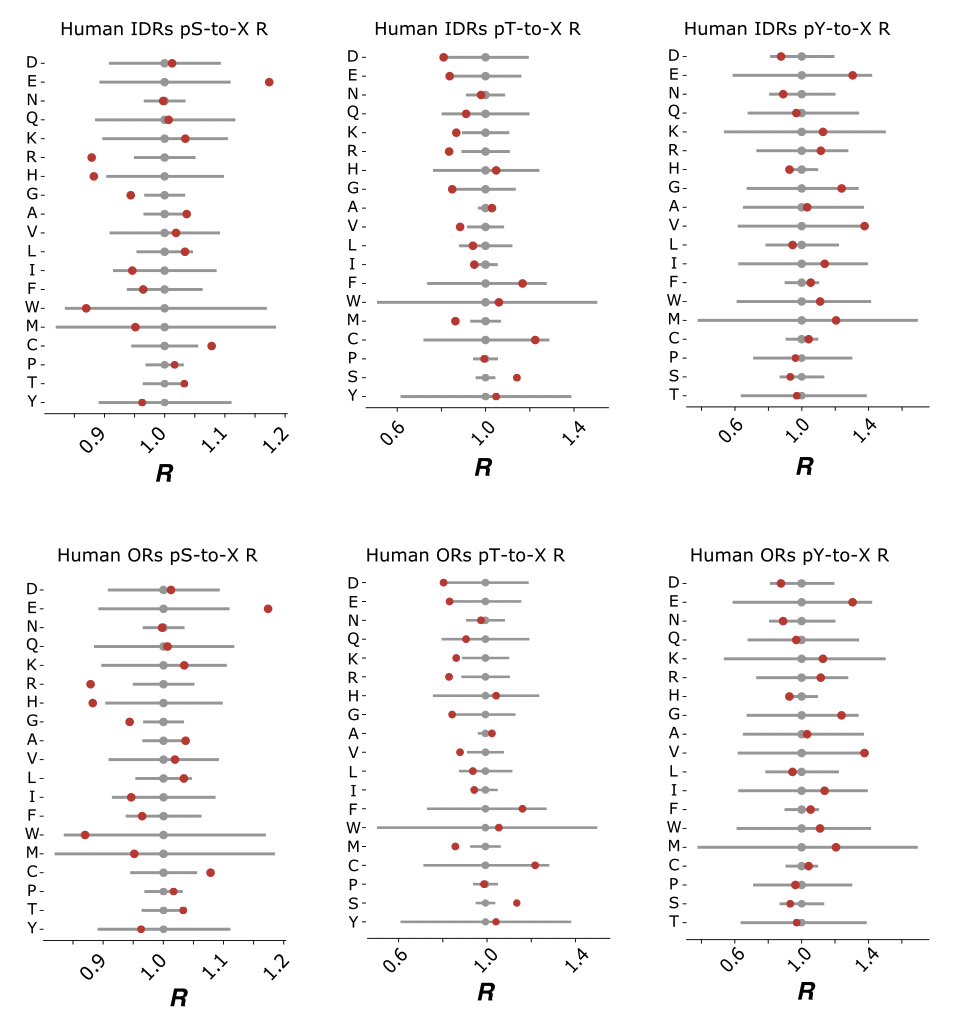 Human IDRs pS-to-X R
D
E
N
Q
K
R
H
G
A
V
L
I
F
W
M
C
P
T
Y
0.9 1.0 1.1 1.2
R
Human IDRs pT-to-X R
D
E
N
Q
K
R
H
G
A
V
L
I
F
W
M
C
P
S
Y
0.6 1.0 1.4
R
Human IDRs pY-to-X R
D
E
N
Q
K
R
H
G
A
V
L
I
F
W
M
C
P
S
T
0.6 1.0 1.4
R
Human ORs pS-to-X R
D
E
N
Q
K
R
H
G
A
V
L
I
F
W
M
C
P
T
Y
0.9 1.0 1.1 1.2
R
Human ORs pT-to-X R
D
E
N
Q
K
R
H
G
A
V
L
I
F
W
M
C
P
S
Y
0.6 1.0 1.4
R
Human ORs pY-to-X R
D
E
N
Q
K
R
H
G
A
V
L
I
F
W
M
C
P
S
T
0.6 1.0 1.4
R